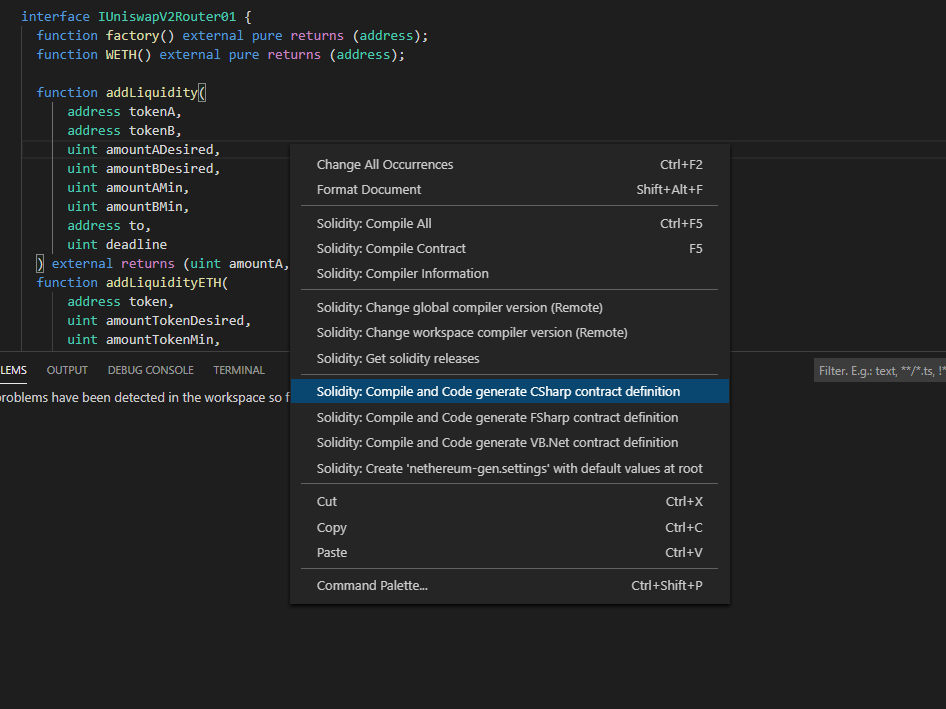 interface IUniswapV2Router01 {
function factory() external pure returns (address);
function WETH() external pure returns (address);
function addLiquidity(
address tokenA,
address tokenB,
uint amountADesired,
uint amountBDesired,
uint amountAMin,
uint amountBMin,
address to,
uint deadline
) external returns (uint amountA,
function addLiquidityETH(
address token,
uint amountTokenDesired,
uint amountTokenMin,
Change All Occurrences Ctrl+F2
Format Document Shift+Alt+F
Solidity: Compile All Ctrl+F5
Solidity: Compile Contract F5
Solidity: Compiler Information
Solidity: Change global compiler version (Remote)
Solidity: Change workspace compiler version (Remote)
Solidity: Get solidity releases
Solidity: Compile and Code generate CSharp contract definition
Solidity: Compile and Code generate FSharp contract definition
Solidity: Compile and Code generate VB.Net contract definition
Solidity: Create 'nethereum-gen.settings' with default values at root
Cut Ctrl+X
Copy Ctrl+C
Paste Ctrl+V
Command Palette... Ctrl+Shift+P
LEMS OUTPUT DEBUG CONSOLE TERMINAL
Filter. E.g.: text, **/*.ts, !*
problems have been detected in the workspace so f